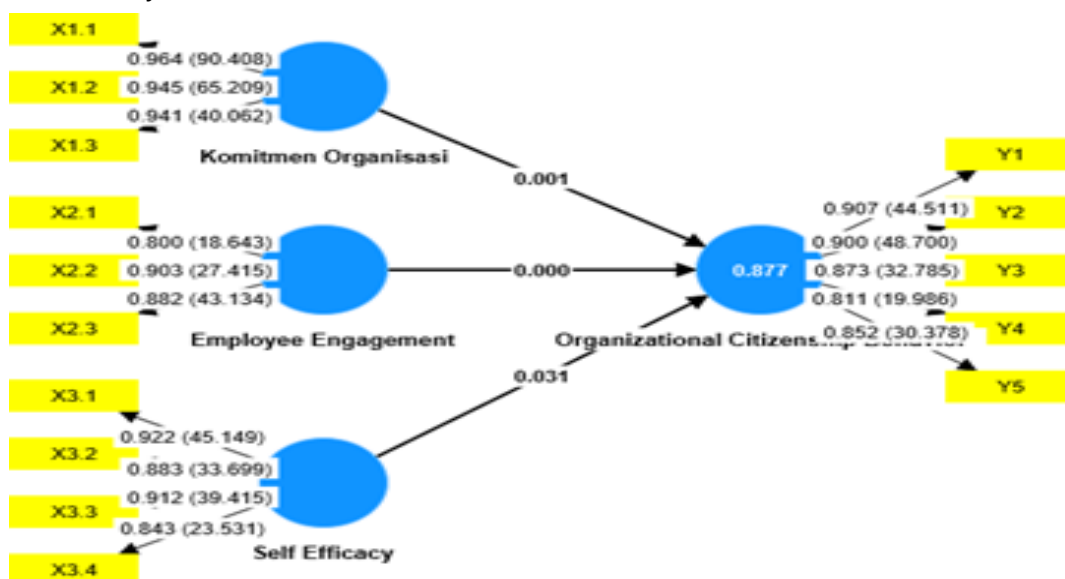 X1.1
0.964 (90.408)
X1.2
0.945 (65.209)
0.941 (40.062)
X1.3
Komitmen Organisasi
0.001
X2.1
0.800 (18.643)
X2.2
0.903 (27.415)
0.882 (43.134)
X2.3
Employee Engagement
0.000
X3.1
0.922 (45.149)
X3.2
0.883 (33.699)
0.912 (39.415)
X3.3
0.843 (23.531)
X3.4
Self Efficacy
0.031
0.877
Organizational Citizenship Behavior
Y1
0.907 (44.511)
Y2
0.900 (48.700)
0.873 (32.785)
Y3
0.811 (19.986)
Y4
0.852 (30.378)
Y5